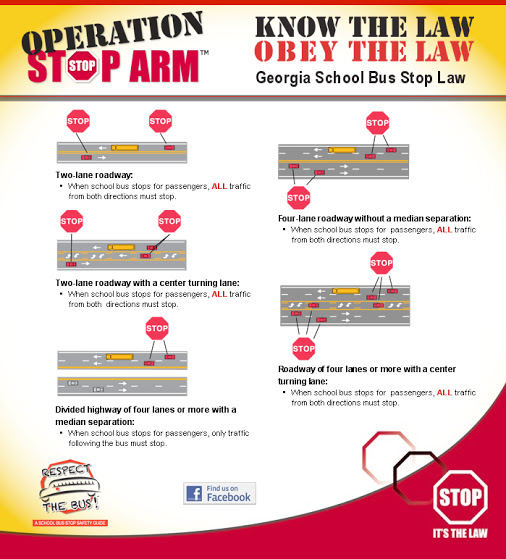 OPERATION
STOP ARM™
KNOW THE LAW
OBEY THE LAW
Georgia School Bus Stop Law
STOP
STOP
Two-lane roadway:
• When school bus stops for passengers, ALL traffic
from both directions must stop.
STOP
STOP
Two-lane roadway with a center turning lane:
• When school bus stops for passengers, ALL traffic
from both directions must stop.
STOP
Divided highway of four lanes or more with a
median separation:
• When school bus stops for passengers, only traffic
following the bus must stop.
STOP
STOP
Four-lane roadway without a median separation:
• When school bus stops for passengers, ALL traffic
from both directions must stop.
STOP
STOP
Roadway of four lanes or more with a center
turning lane:
• When school bus stops for passengers, ALL traffic
from both directions must stop.
RESPECT
THE BUS!
A SCHOOL BUS STOP SAFETY GUIDE
Find us on
Facebook
STOP
IT'S THE LAW